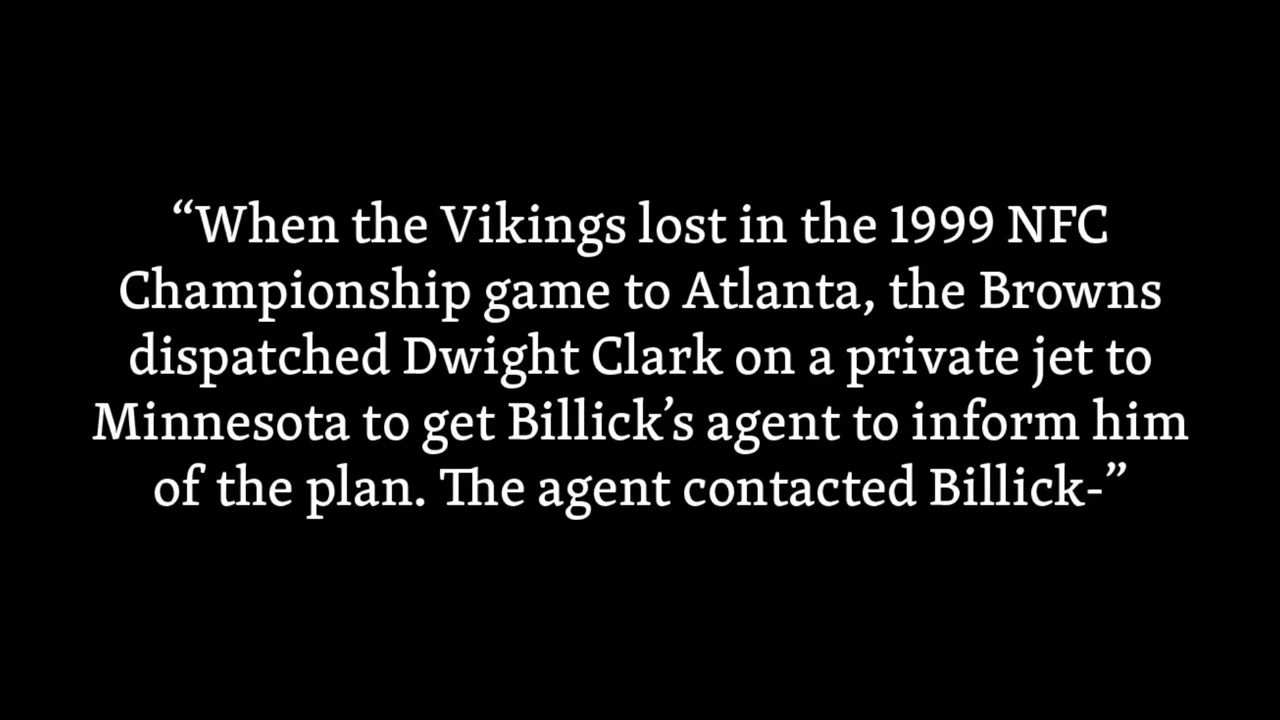 “When the Vikings lost in the 1999 NFC
Championship game to Atlanta, the Browns
dispatched Dwight Clark on a private jet to
Minnesota to get Billick’s agent to inform him
of the plan. The agent contacted Billick-”